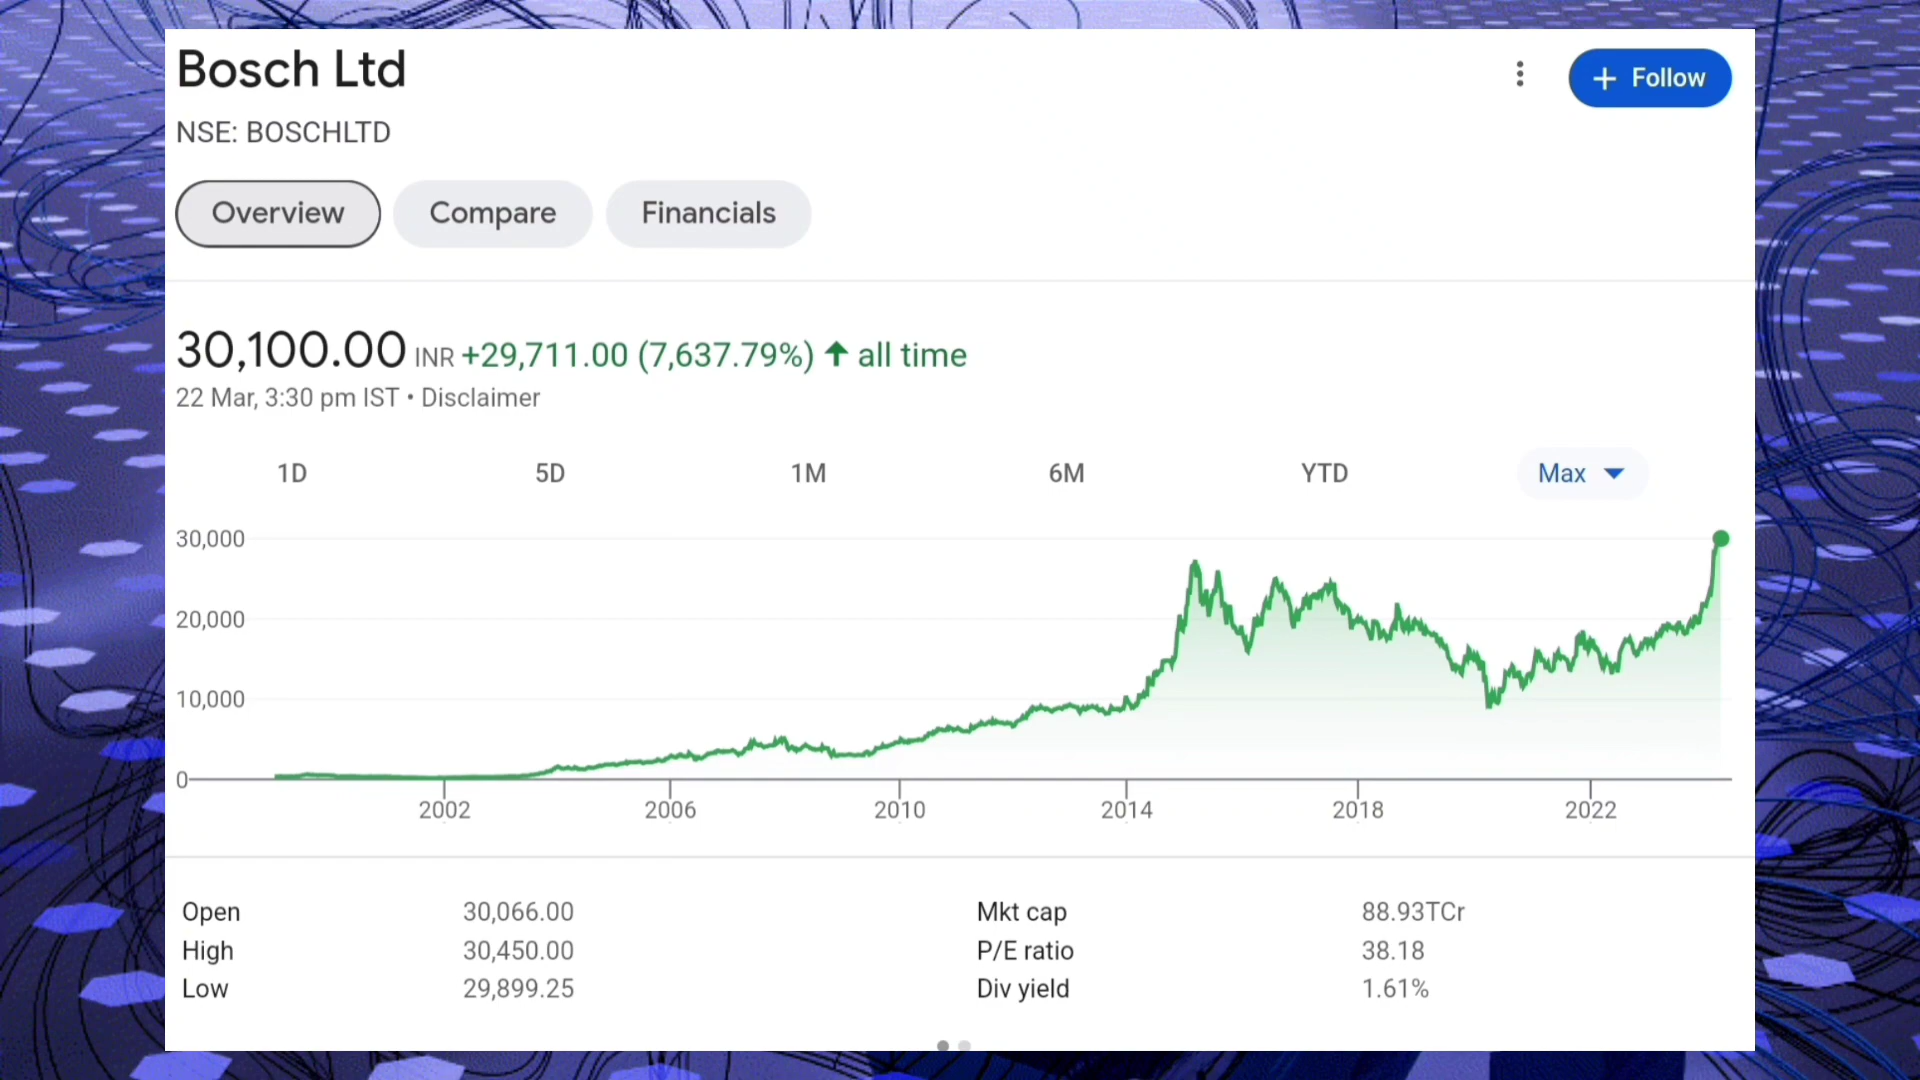 Bosch Ltd
+ Follow
NSE: BOSCHLTD
Overview Compare Financials
30,100.00 INR +29,711.00 (7,637.79%) ↑ all time
22 Mar, 3:30 pm IST • Disclaimer
1D 5D 1M 6M YTD Max
30,000
20,000
10,000
0
2002 2006 2010 2014 2018 2022
Open 30,066.00 Mkt cap 88.93TCr
High 30,450.00 P/E ratio 38.18
Low 29,899.25 Div yield 1.61%